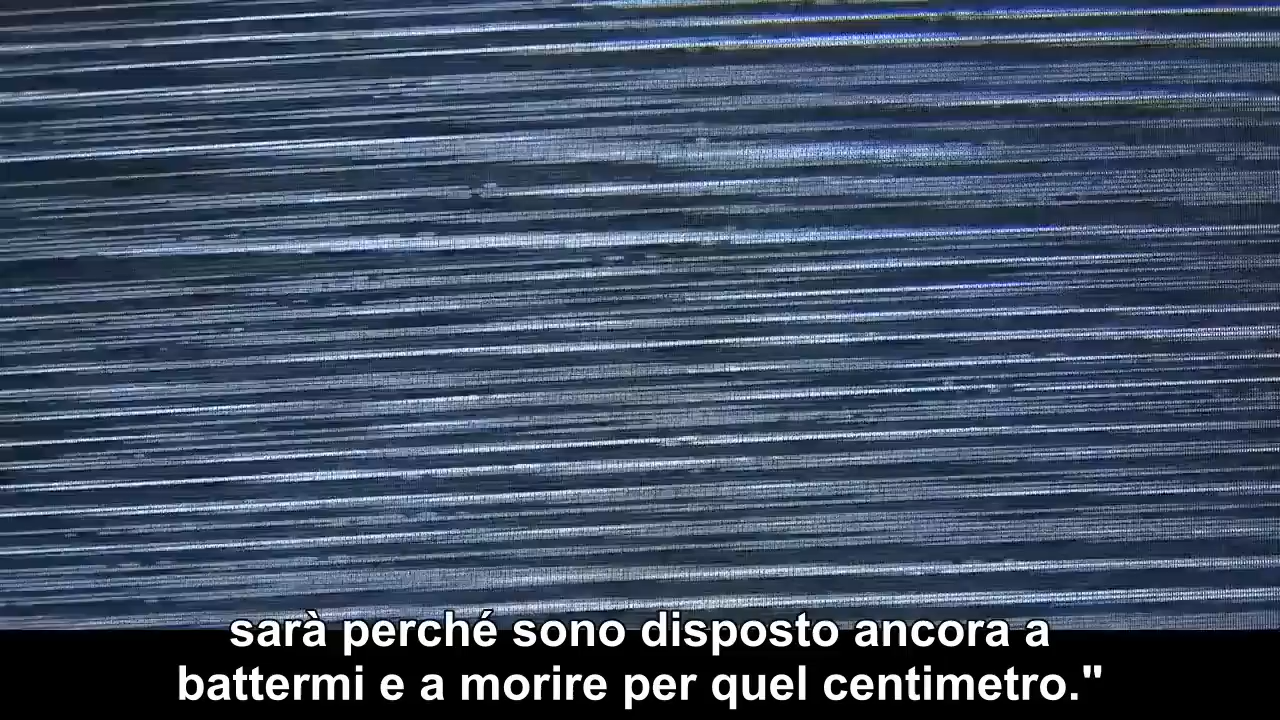 sarà perché sono disposto ancora a
battermi e a morire per quel centimetro."